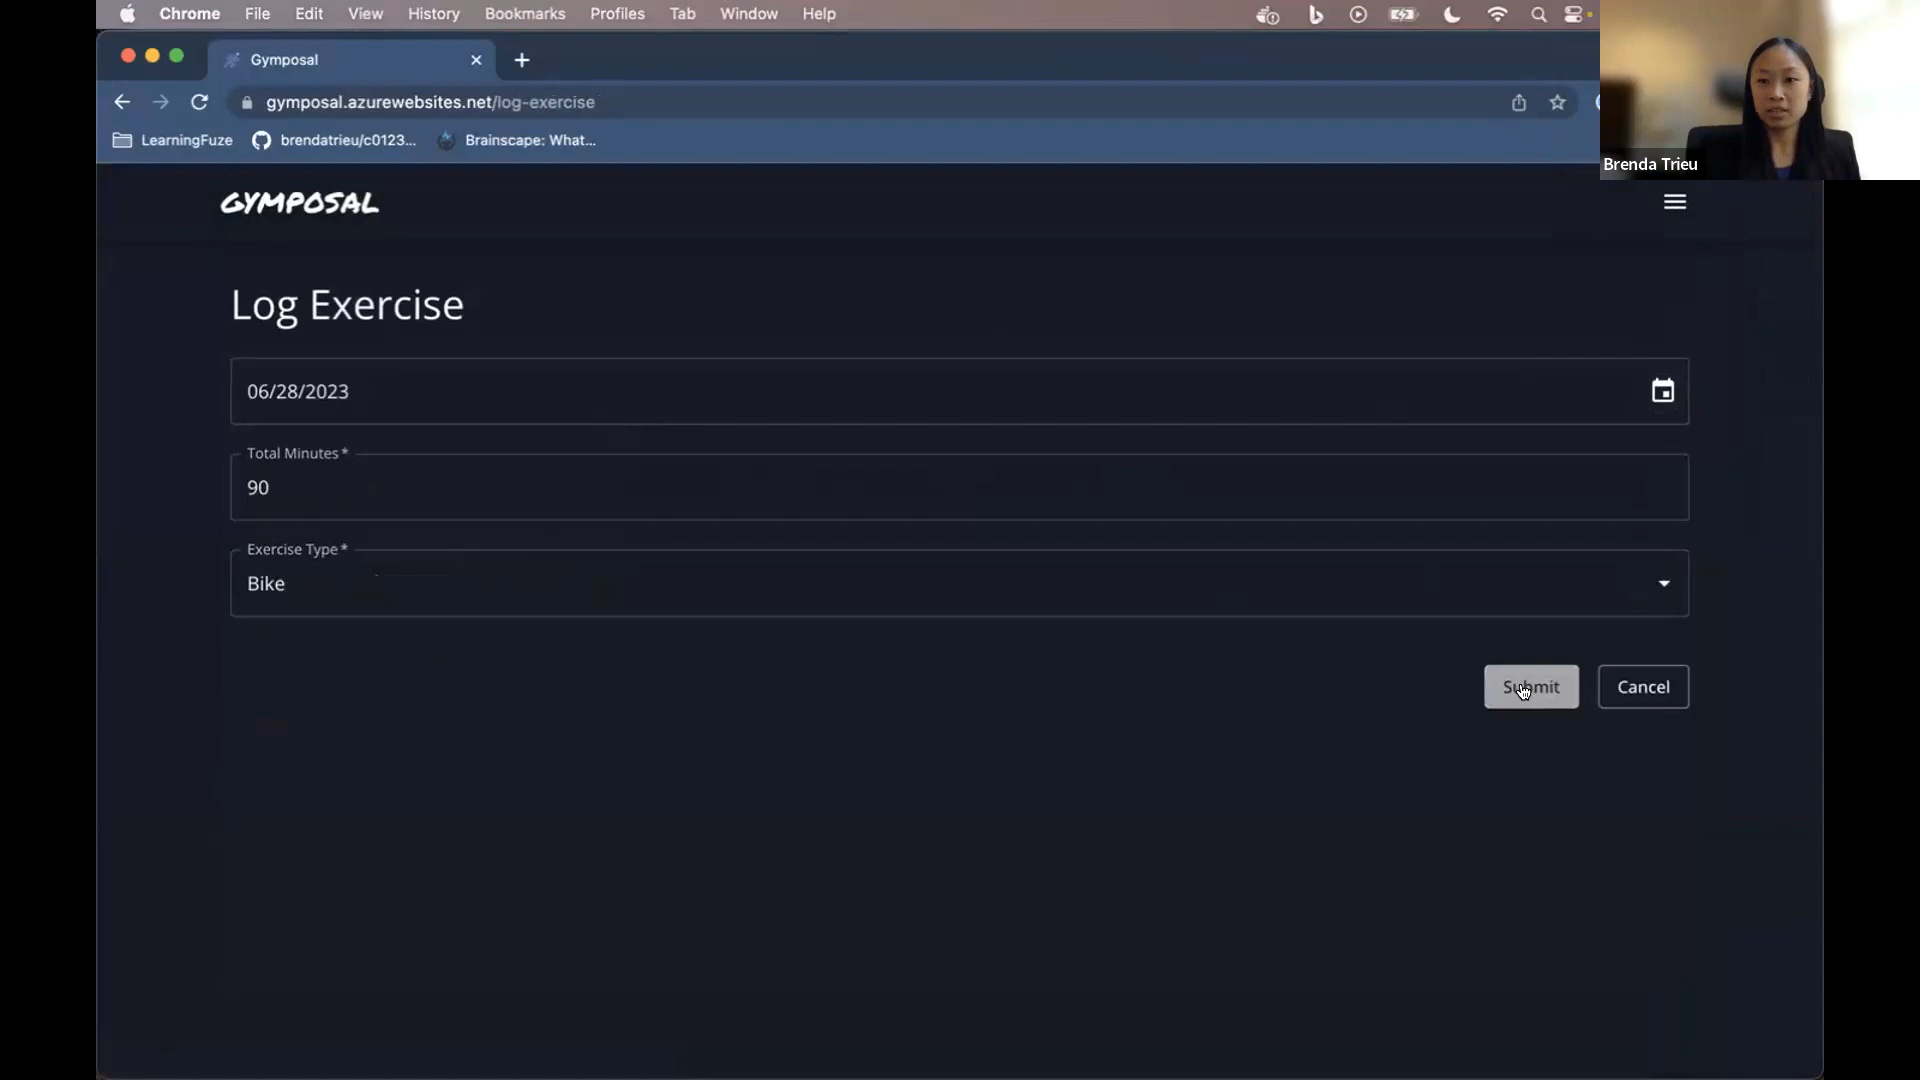 Chrome File Edit View History Bookmarks Profiles Tab Window Help
Gymposal
gymposal.azurewebsites.net/log-exercise
LearningFuze brendatrieu/c0123... Brainscape: What...
Brenda Trieu
GYMPOSAL
Log Exercise
06/28/2023
Total Minutes *
90
Exercise Type *
Bike
Submit Cancel